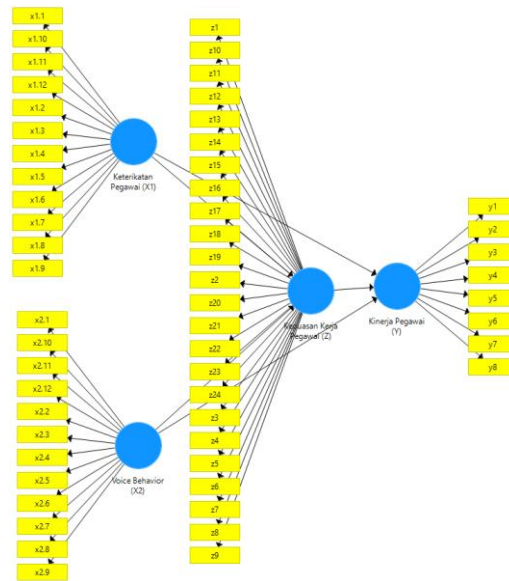 x1.1
x1.10
x1.11
x1.12
x1.2
x1.3
x1.4
x1.5
x1.6
x1.7
x1.8
x1.9
Keterikatan
Pegawai (X1)
x2.1
x2.10
x2.11
x2.12
x2.2
x2.3
x2.4
x2.5
x2.6
x2.7
x2.8
x2.9
Voice Behavior
(X2)
z1
z10
z11
z12
z13
z14
z15
z16
z17
z18
z19
z2
z20
z21
z22
z23
z24
z3
z4
z5
z6
z7
z8
z9
Kepuasan Kerja
Pegawai (Z)
Kinerja Pegawai
(Y)
y1
y2
y3
y4
y5
y6
y7
y8